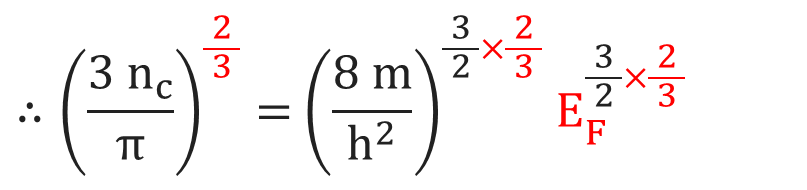 ∴ (3 n_c / π)^(2/3) = (8 m / h²)^(3/2 × 2/3) E_F^(3/2 × 2/3)